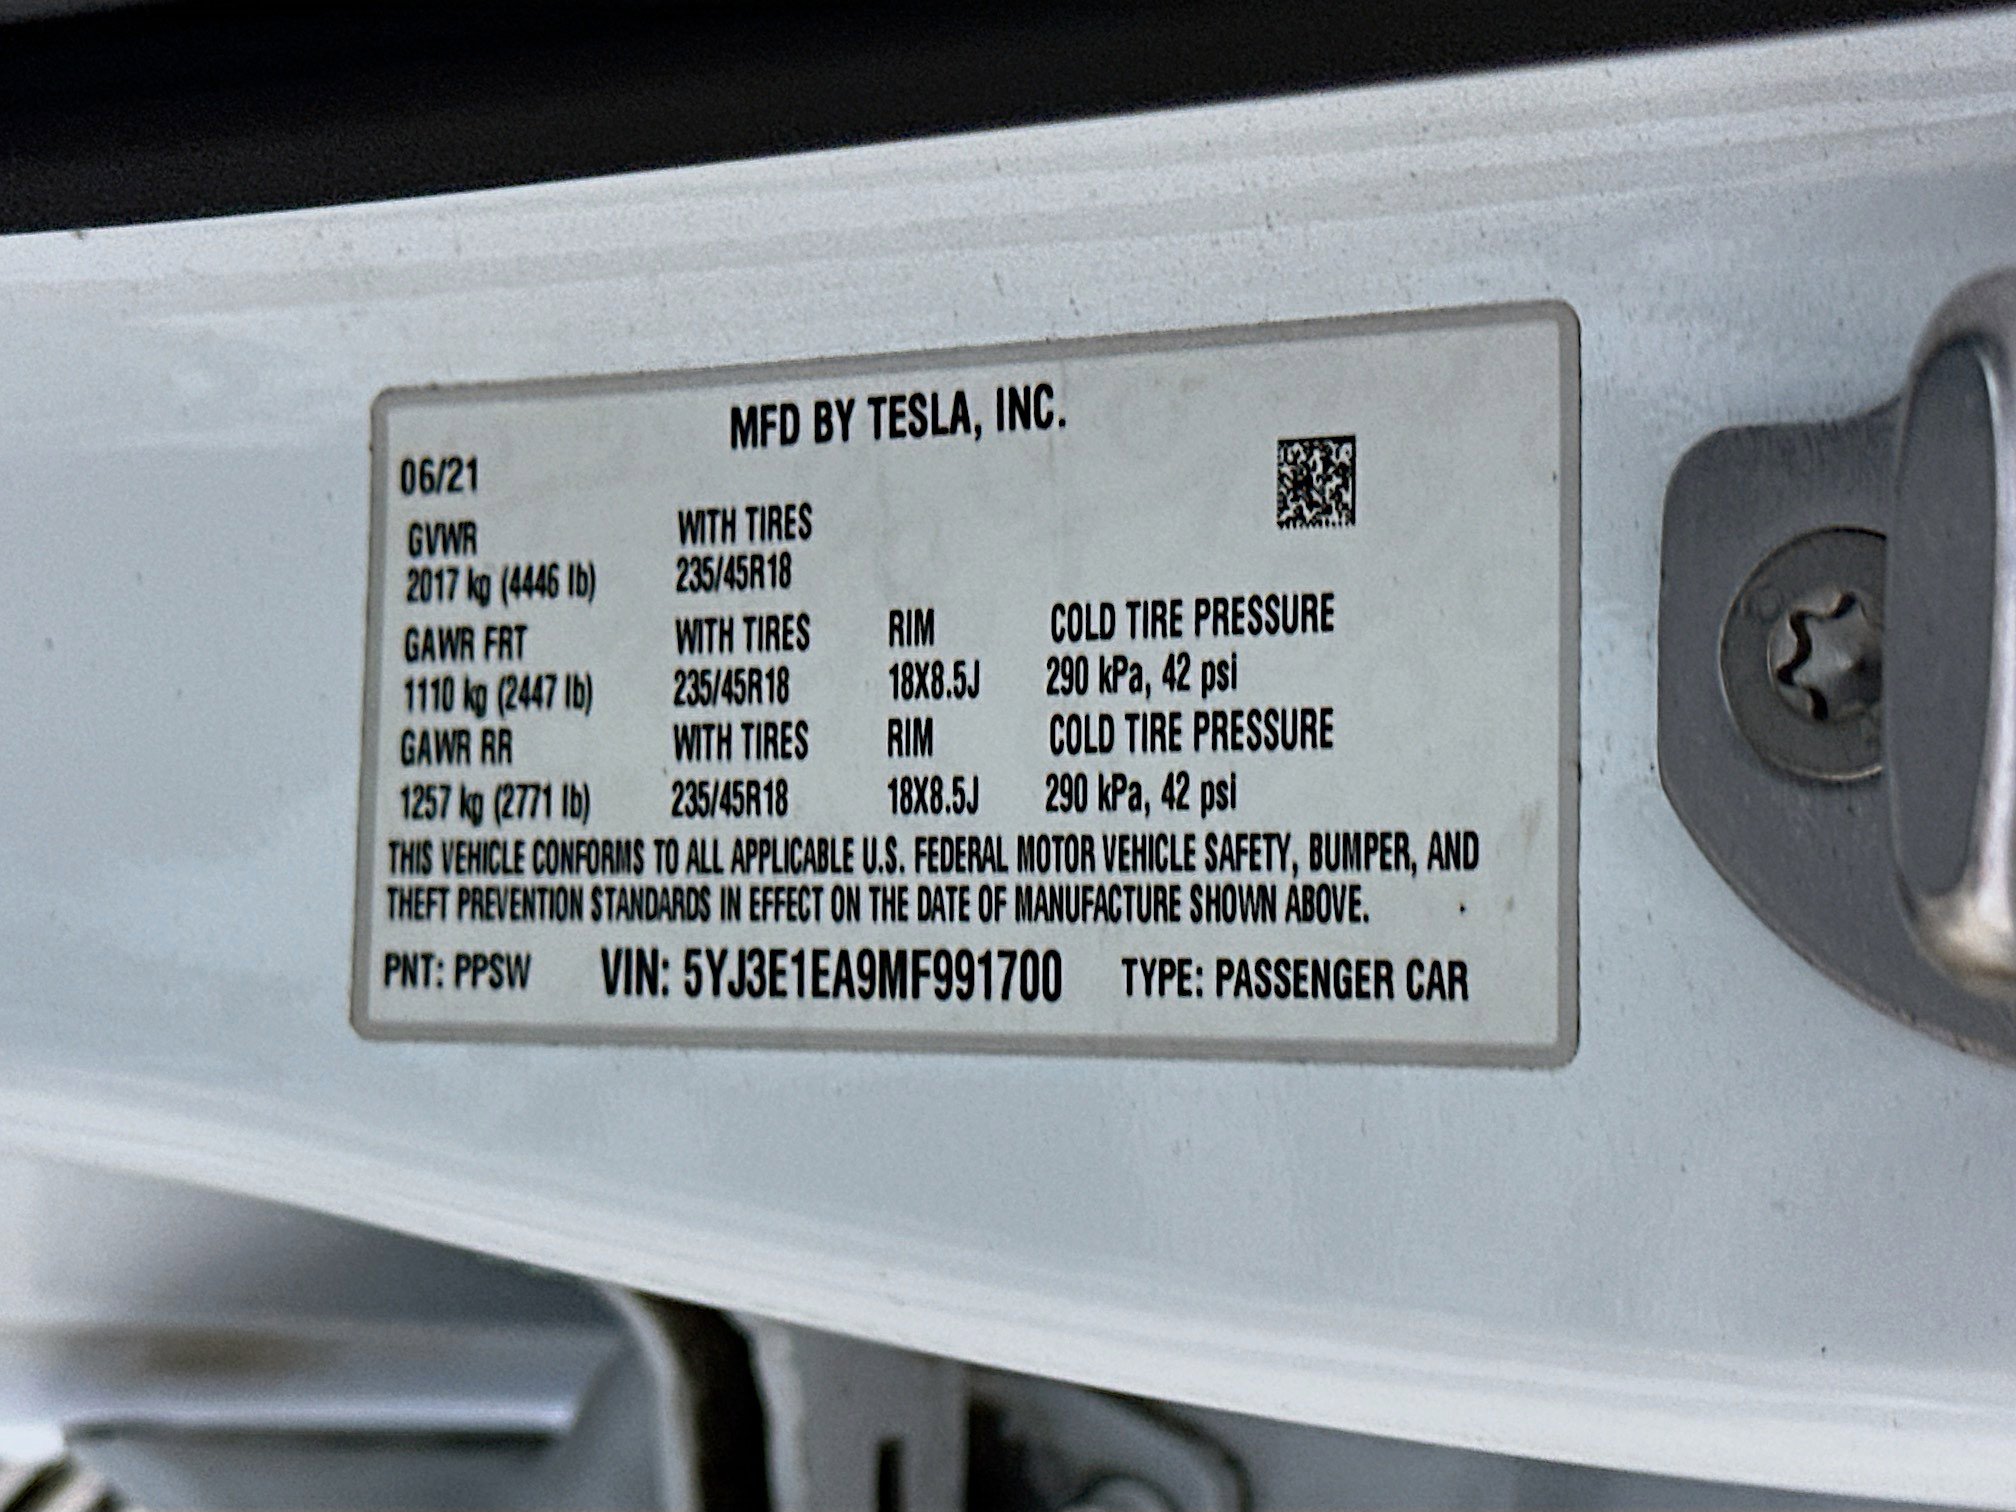 MFD BY TESLA, INC.
06/21
GVWR WITH TIRES
2017 kg (4446 lb) 235/45R18
GAWR FRT WITH TIRES RIM COLD TIRE PRESSURE
1110 kg (2447 lb) 235/45R18 18X8.5J 290 kPa, 42 psi
GAWR RR WITH TIRES RIM COLD TIRE PRESSURE
1257 kg (2771 lb) 235/45R18 18X8.5J 290 kPa, 42 psi
THIS VEHICLE CONFORMS TO ALL APPLICABLE U.S. FEDERAL MOTOR VEHICLE SAFETY, BUMPER, AND
THEFT PREVENTION STANDARDS IN EFFECT ON THE DATE OF MANUFACTURE SHOWN ABOVE.
PNT: PPSW VIN: 5YJ3E1EA9MF991700 TYPE: PASSENGER CAR